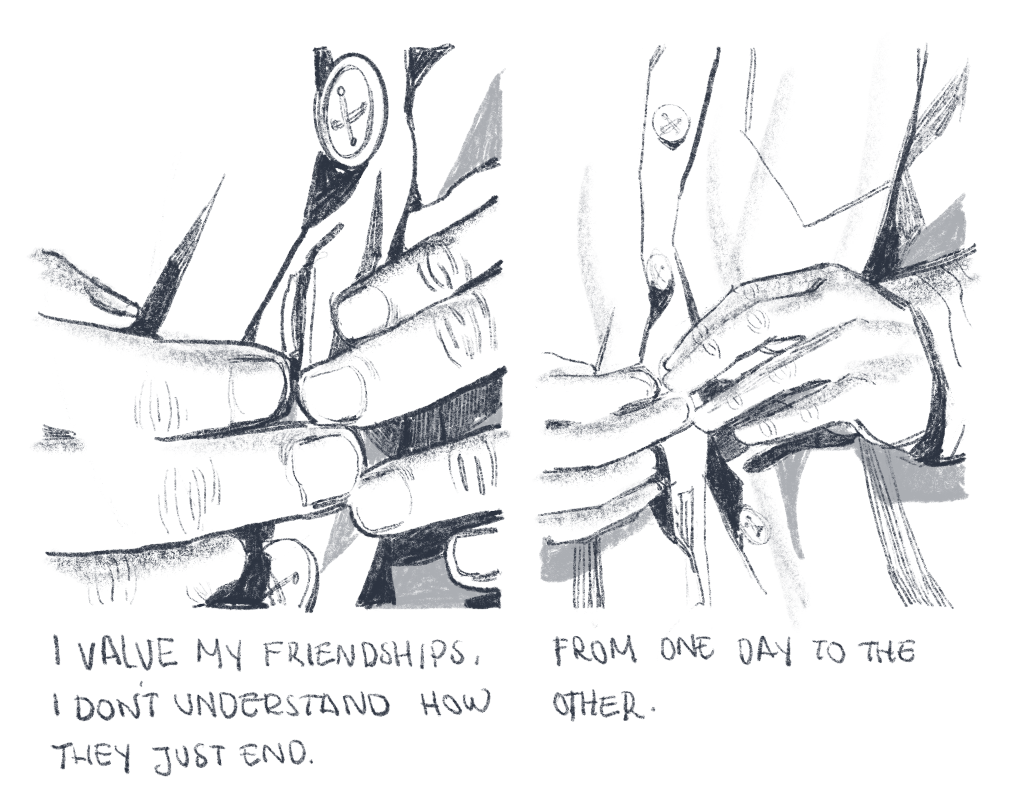 I VALUE MY FRIENDSHIPS.
I DON'T UNDERSTAND HOW
THEY JUST END.
FROM ONE DAY TO THE
OTHER.